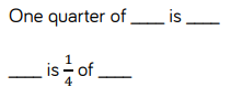 One quarter of ____ is ____
____ is 1/4 of ____